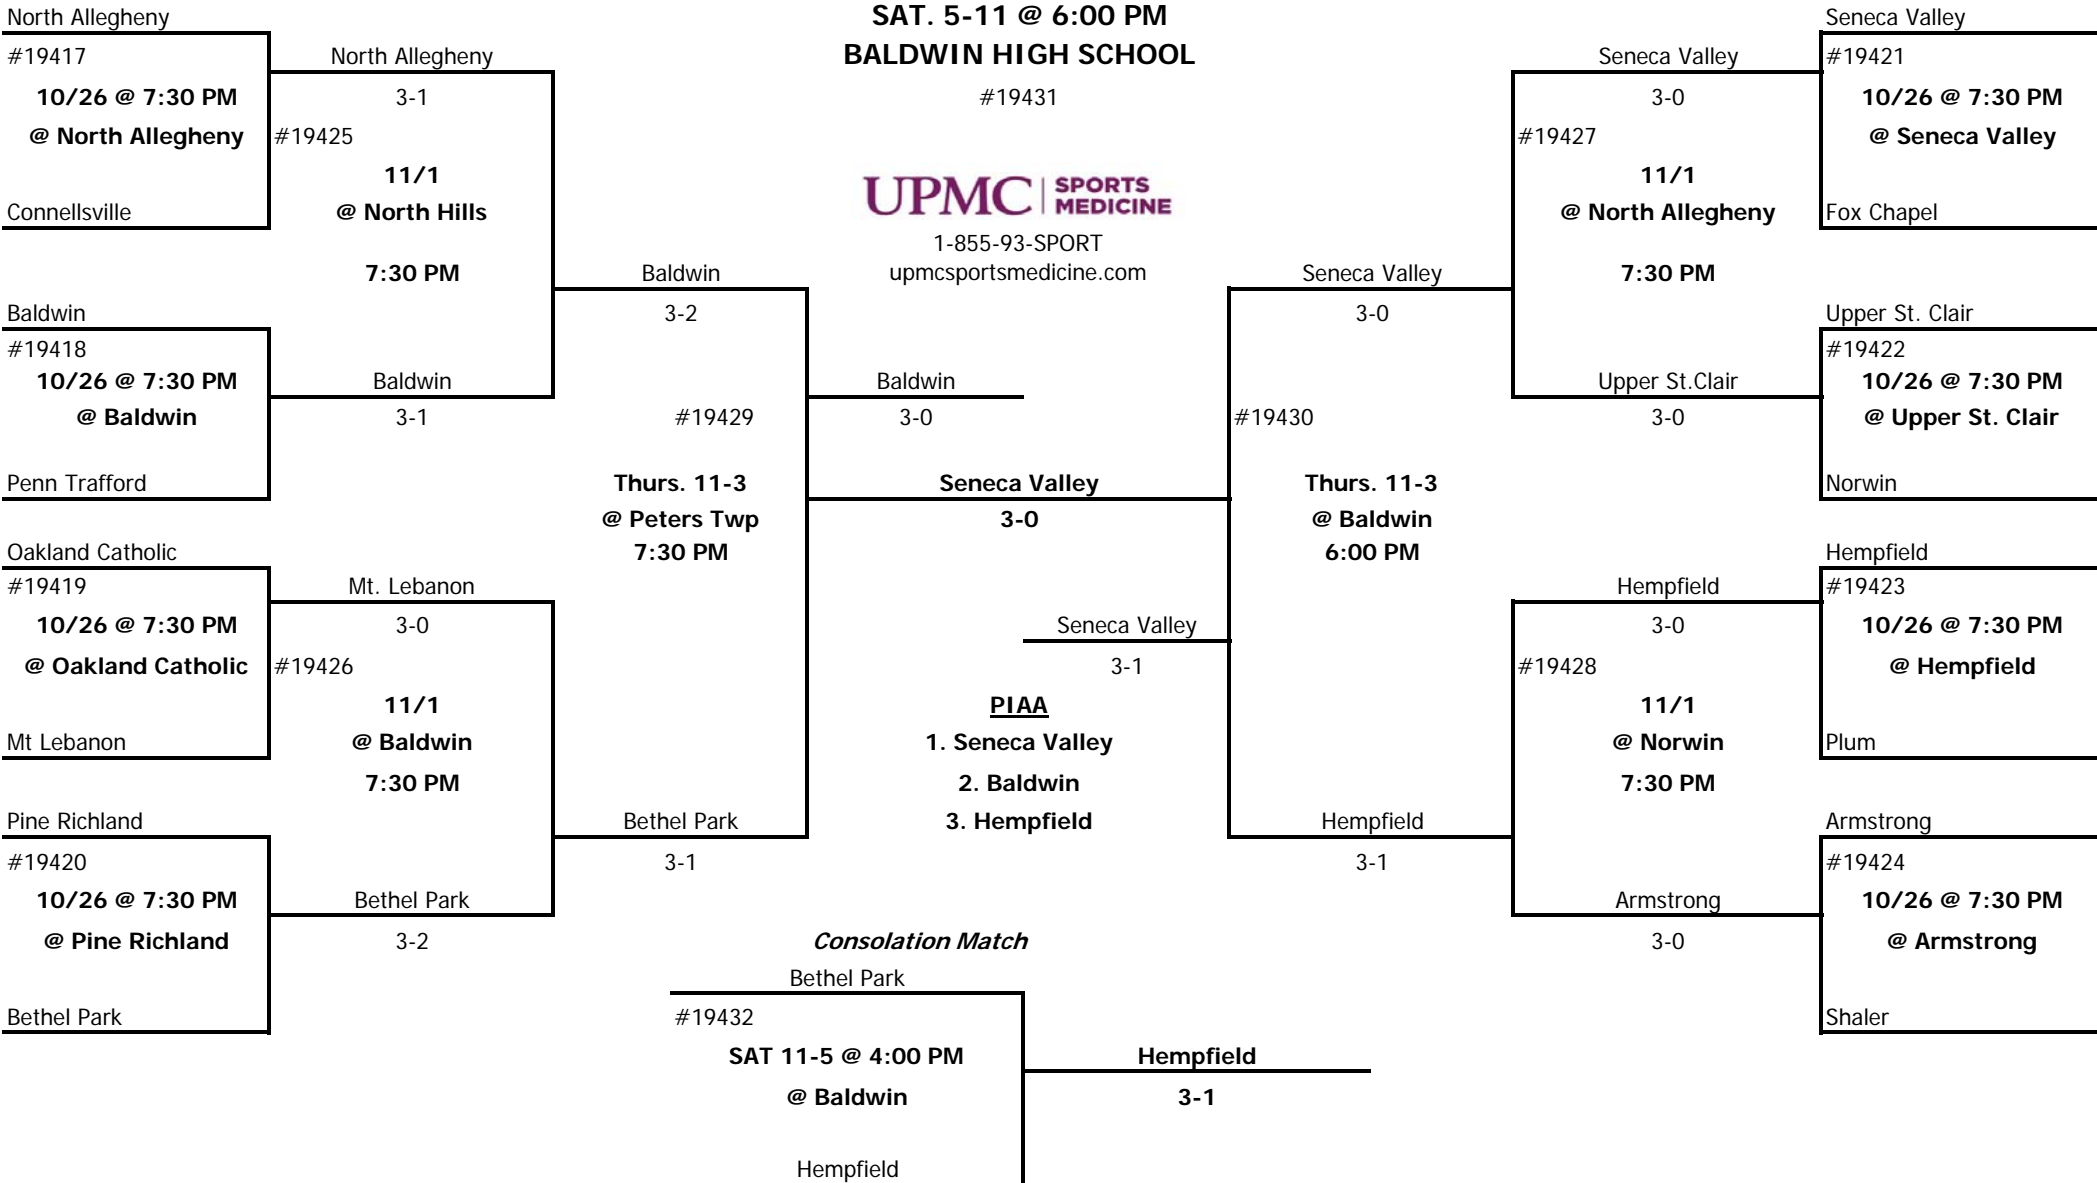 North Allegheny
#19417
10/26 @ 7:30 PM
@ North Allegheny
Connellsville
Baldwin
#19418
10/26 @ 7:30 PM
@ Baldwin
Penn Trafford
Oakland Catholic
#19419
10/26 @ 7:30 PM
@ Oakland Catholic
Mt Lebanon
Pine Richland
#19420
10/26 @ 7:30 PM
@ Pine Richland
Bethel Park
North Allegheny
3-1
#19425
11/1
@ North Hills
7:30 PM
Baldwin
3-1
Mt. Lebanon
3-0
#19426
11/1
@ Baldwin
7:30 PM
Bethel Park
3-2
Baldwin
3-2
#19429
Thurs. 11-3
@ Peters Twp
7:30 PM
Bethel Park
3-1
SAT. 5-11 @ 6:00 PM
BALDWIN HIGH SCHOOL
#19431
UPMC SPORTS MEDICINE
1-855-93-SPORT
upmcsportsmedicine.com
Baldwin
3-0
Seneca Valley
3-0
Seneca Valley
3-1
PIAA
1. Seneca Valley
2. Baldwin
3. Hempfield
Consolation Match
Bethel Park
#19432
SAT 11-5 @ 4:00 PM
@ Baldwin
Hempfield
Hempfield
3-1
Seneca Valley
3-0
#19430
Thurs. 11-3
@ Baldwin
6:00 PM
Hempfield
3-1
Seneca Valley
3-0
#19427
11/1
@ North Allegheny
7:30 PM
Upper St.Clair
3-0
Hempfield
3-0
#19428
11/1
@ Norwin
7:30 PM
Armstrong
3-0
Seneca Valley
#19421
10/26 @ 7:30 PM
@ Seneca Valley
Fox Chapel
Upper St. Clair
#19422
10/26 @ 7:30 PM
@ Upper St. Clair
Norwin
Hempfield
#19423
10/26 @ 7:30 PM
@ Hempfield
Plum
Armstrong
#19424
10/26 @ 7:30 PM
@ Armstrong
Shaler